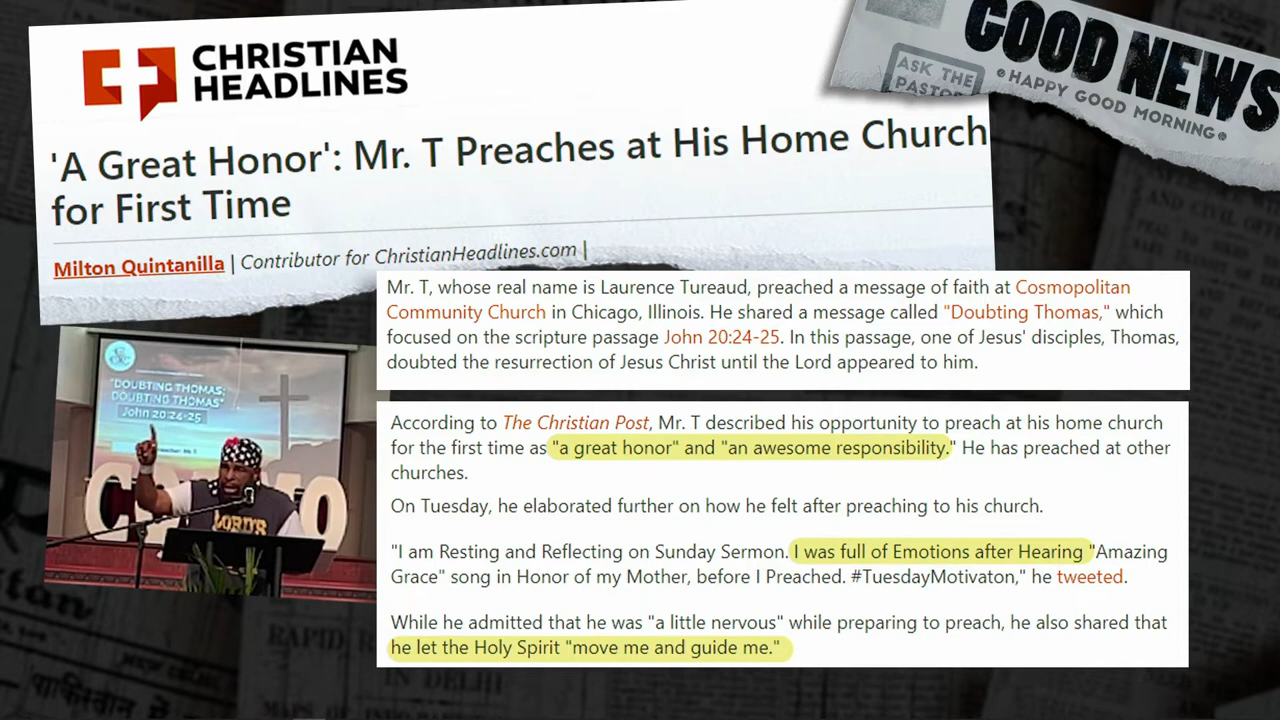 CHRISTIAN
HEADLINES
'A Great Honor': Mr. T Preaches at His Home Church
for First Time
Milton Quintanilla | Contributor for ChristianHeadlines.com |
GOOD NEWS
ASK THE
PASTOR
HAPPY GOOD MORNING
Mr. T, whose real name is Laurence Tureaud, preached a message of faith at Cosmopolitan
Community Church in Chicago, Illinois. He shared a message called "Doubting Thomas," which
focused on the scripture passage John 20:24-25. In this passage, one of Jesus' disciples, Thomas,
doubted the resurrection of Jesus Christ until the Lord appeared to him.
"DOUBTING THOMAS;
DOUBTING THOMAS"
John 20:24-25
LORD'S
According to The Christian Post, Mr. T described his opportunity to preach at his home church
for the first time as "a great honor" and "an awesome responsibility." He has preached at other
churches.
On Tuesday, he elaborated further on how he felt after preaching to his church.
"I am Resting and Reflecting on Sunday Sermon. I was full of Emotions after Hearing "Amazing
Grace" song in Honor of my Mother, before I Preached. #TuesdayMotivaton," he tweeted.
While he admitted that he was "a little nervous" while preparing to preach, he also shared that
he let the Holy Spirit "move me and guide me."
RAPID
IN DELHI